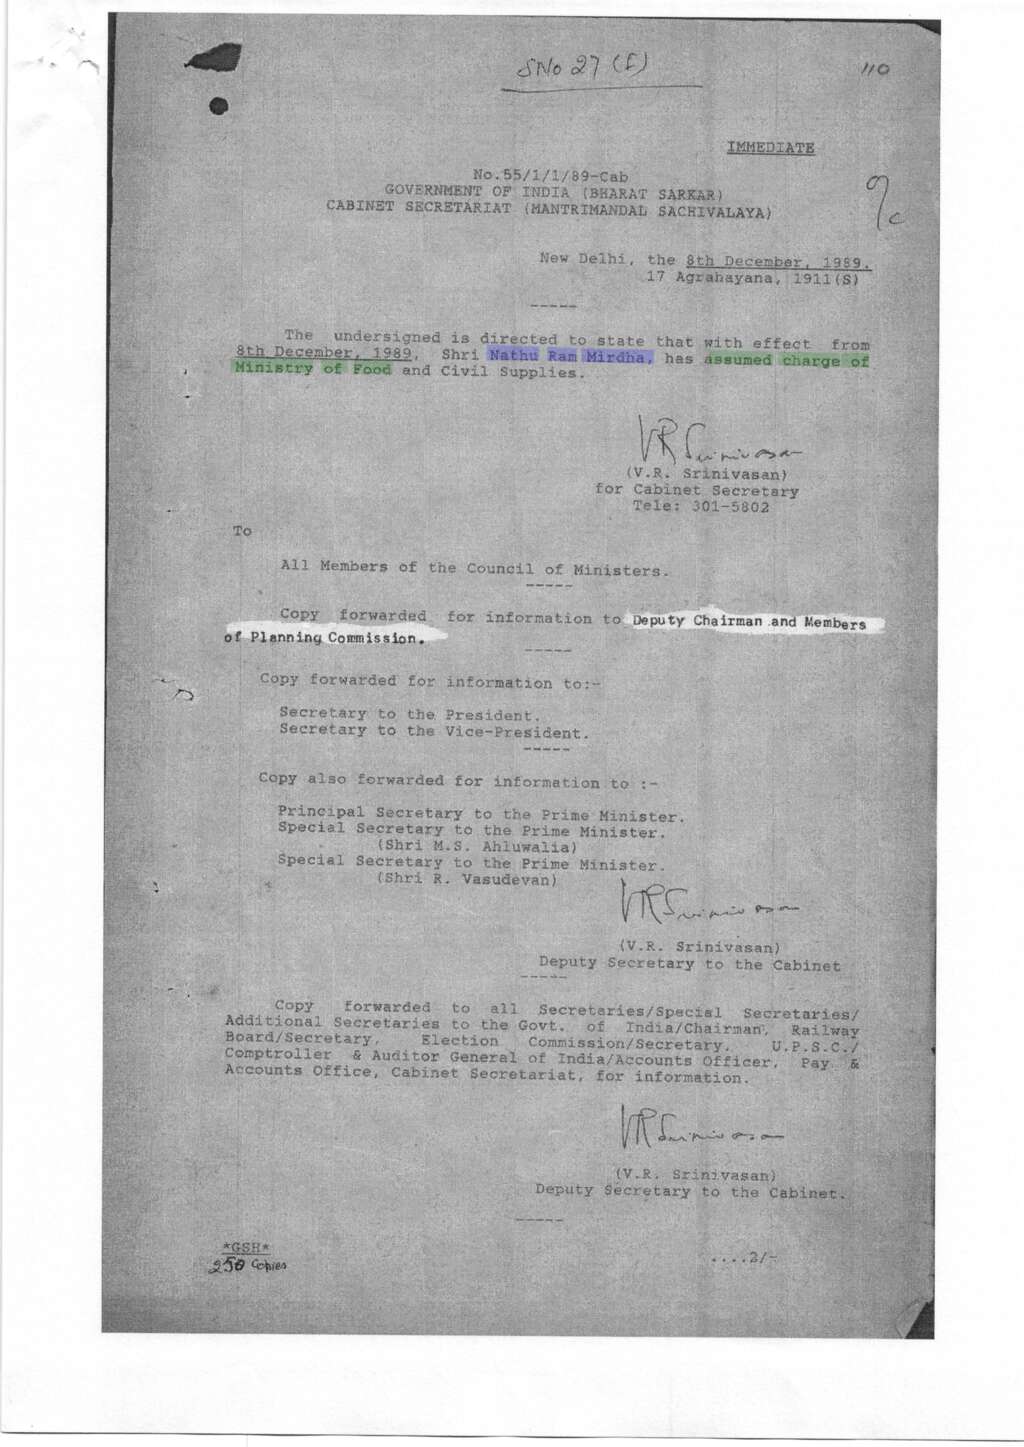 SNo 27 (I)
110
IMMEDIATE
No.55/1/1/89-Cab
GOVERNMENT OF INDIA (BHARAT SARKAR)
CABINET SECRETARIAT (MANTRIMANDAL SACHIVALAYA)
New Delhi, the 8th December, 1989.
17 Agrahayana, 1911(S)
-----
The undersigned is directed to state that with effect from
8th December, 1989, Shri Nathu Ram Mirdha, has assumed charge of
Ministry of Food and Civil Supplies.
VR Srinivasan
(V.R. Srinivasan)
for Cabinet Secretary
Tele: 301-5802
To
All Members of the Council of Ministers.
-----
Copy forwarded for information to Deputy Chairman and Members
of Planning Commission.
-----
Copy forwarded for information to:-
Secretary to the President.
Secretary to the Vice-President.
-----
Copy also forwarded for information to :-
Principal Secretary to the Prime Minister.
Special Secretary to the Prime Minister.
(Shri M.S. Ahluwalia)
Special Secretary to the Prime Minister.
(Shri R. Vasudevan)
VR Srinivasan
(V.R. Srinivasan)
Deputy Secretary to the Cabinet
-----
Copy forwarded to all Secretaries/Special Secretaries/
Additional Secretaries to the Govt. of India/Chairman, Railway
Board/Secretary, Election Commission/Secretary, U.P.S.C./
Comptroller & Auditor General of India/Accounts Officer, Pay &
Accounts Office, Cabinet Secretariat, for information.
VR Srinivasan
(V.R. Srinivasan)
Deputy Secretary to the Cabinet.
-----
*GSH*
250 Copies
....2/-